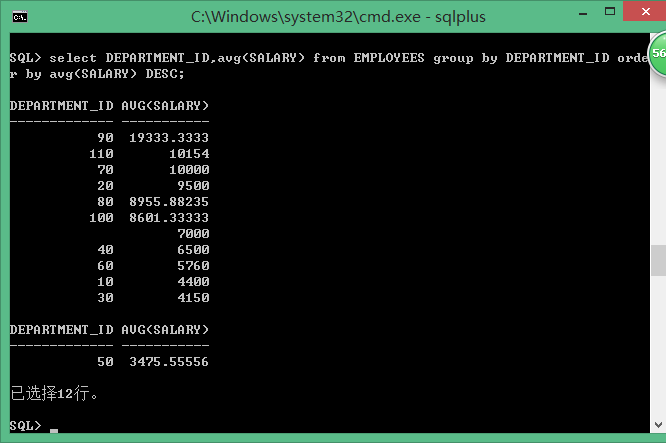 C:\Windows\system32\cmd.exe - sqlplus
SQL> select DEPARTMENT_ID,avg(SALARY) from EMPLOYEES group by DEPARTMENT_ID orde
r by avg(SALARY) DESC;
DEPARTMENT_ID AVG(SALARY)
------------- -----------
90 19333.3333
110 10154
70 10000
20 9500
80 8955.88235
100 8601.33333
7000
40 6500
60 5760
10 4400
30 4150
DEPARTMENT_ID AVG(SALARY)
------------- -----------
50 3475.55556
已选择12行。
SQL>
56